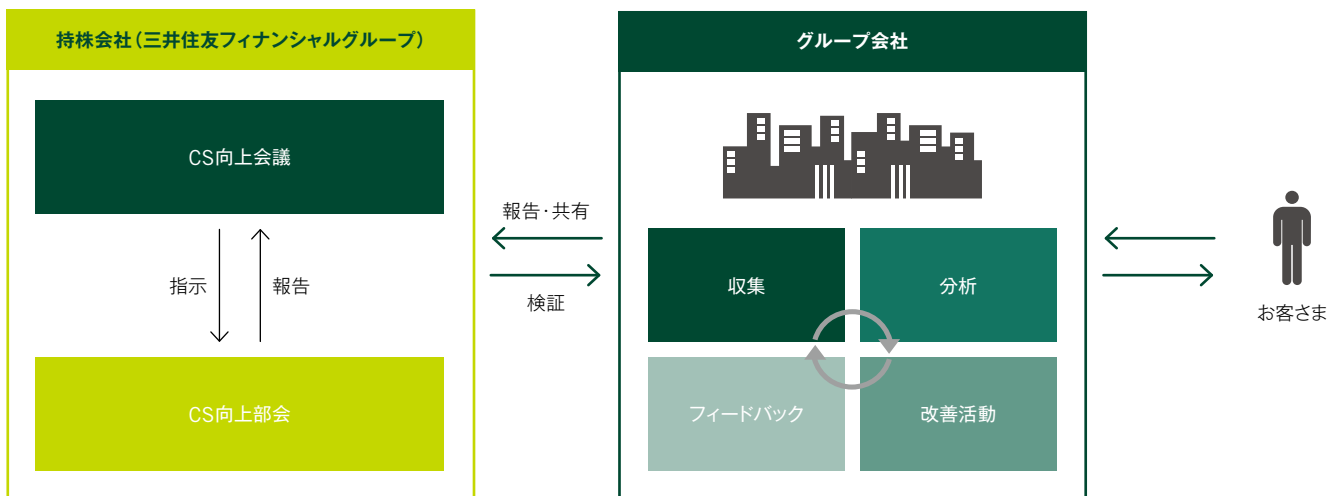 持株会社(三井住友フィナンシャルグループ)
CS向上会議
指示
報告
CS向上部会
報告・共有
検証
グループ会社
収集
分析
フィードバック
改善活動
お客さま